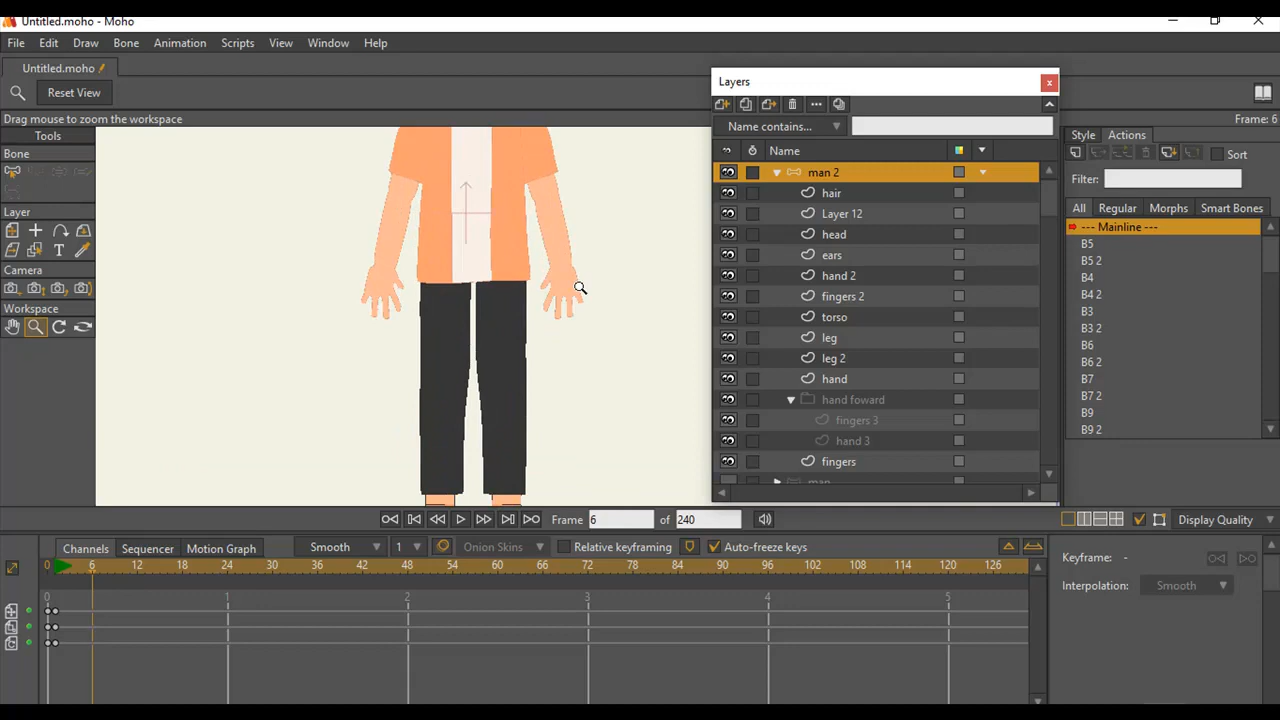 Untitled.moho - Moho
File Edit Draw Bone Animation Scripts View Window Help
Untitled.moho
Reset View
Drag mouse to zoom the workspace
Frame: 6
Tools
Bone
Layer
Camera
Workspace
Layers
Name contains...
Name
man 2
hair
Layer 12
head
ears
hand 2
fingers 2
torso
leg
leg 2
hand
hand foward
fingers 3
hand 3
fingers
man
Style Actions
Sort
Filter:
All Regular Morphs Smart Bones
--- Mainline ---
B5
B5 2
B4
B4 2
B3
B3 2
B6
B6 2
B7
B7 2
B9
B9 2
Frame 6 of 240
Display Quality
Channels Sequencer Motion Graph Smooth 1 Onion Skins Relative keyframing Auto-freeze keys
0 6 12 18 24 30 36 42 48 54 60 66 72 78 84 90 96 102 108 114 120 126
0 1 2 3 4 5
Keyframe: -
Interpolation: Smooth